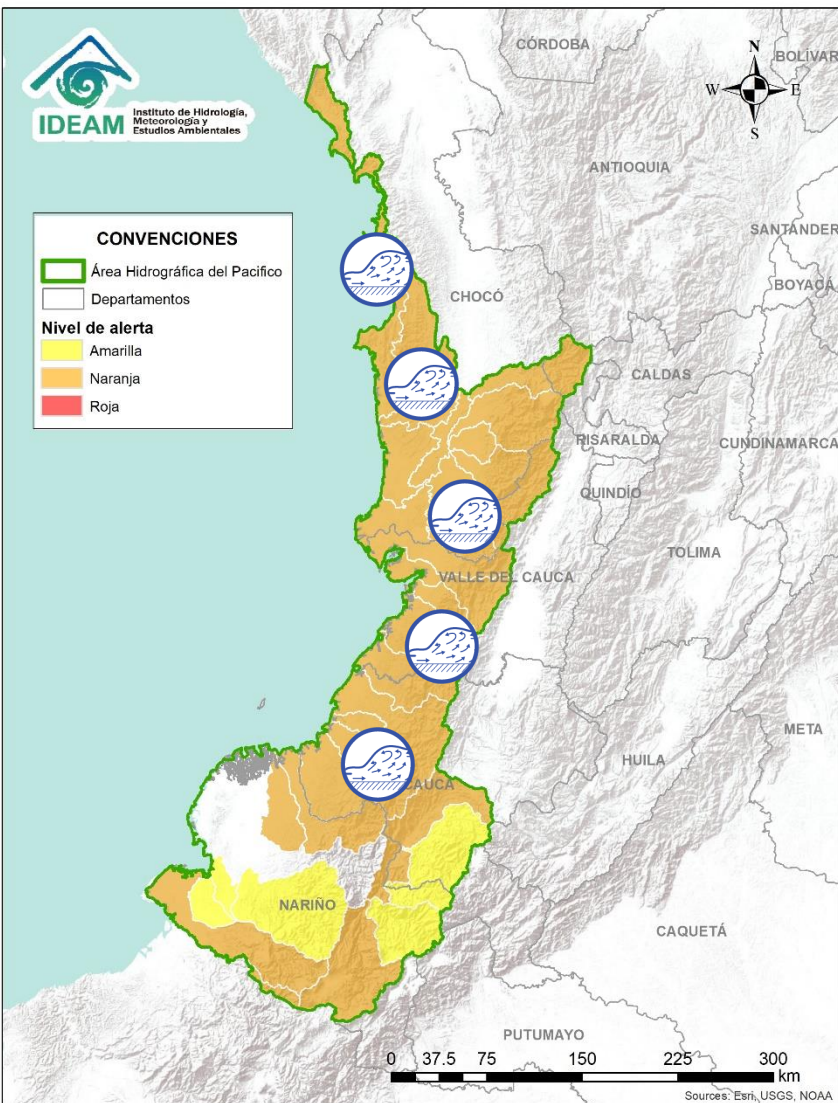 IDEAM
Instituto de Hidrología,
Meteorología y
Estudios Ambientales
CÓRDOBA
BOLÍVAR
N
W
E
S
ANTIOQUIA
SANTANDER
BOYACÁ
CONVENCIONES
Área Hidrográfica del Pacifico
Departamentos
Nivel de alerta
Amarilla
Naranja
Roja
CHOCÓ
CALDAS
RISARALDA
CUNDINAMARCA
QUINDÍO
TOLIMA
VALLE DEL CAUCA
META
HUILA
CAUCA
NARIÑO
CAQUETÁ
PUTUMAYO
0 37.5 75 150 225 300
km
Sources: Esri, USGS, NOAA